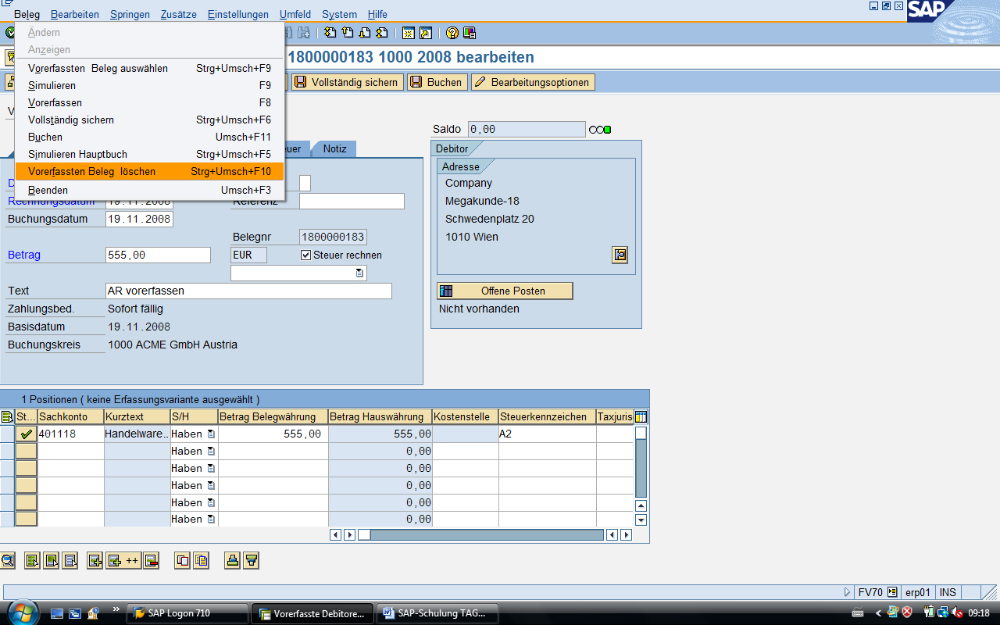 Beleg Bearbeiten Springen Zusätze Einstellungen Umfeld System Hilfe
SAP
Ändern
Anzeigen
Vorerfassten Beleg auswählen Strg+Umsch+F9
Simulieren F9
Vorerfassen F8
Vollständig sichern Strg+Umsch+F6
Buchen Umsch+F11
Simulieren Hauptbuch Strg+Umsch+F5
Vorerfassten Beleg löschen Strg+Umsch+F10
Beenden Umsch+F3
1800000183 1000 2008 bearbeiten
Vollständig sichern Buchen Bearbeitungsoptionen
Saldo 0,00
Notiz
Debitor
Adresse
Company
Megakunde-18
Schwedenplatz 20
1010 Wien
Offene Posten
Nicht vorhanden
Rechnungsdatum 19.11.2008 Referenz
Buchungsdatum 19.11.2008
Belegnr 1800000183
Betrag 555,00 EUR Steuer rechnen
Text AR vorerfassen
Zahlungsbed. Sofort fällig
Basisdatum 19.11.2008
Buchungskreis 1000 ACME GmbH Austria
1 Positionen ( keine Erfassungsvariante ausgewählt )
St... Sachkonto Kurztext S/H Betrag Belegwährung Betrag Hauswährung Kostenstelle Steuerkennzeichen Taxjuris
401118 Handelware... Haben 555,00 555,00 A2
Haben 0,00
Haben 0,00
Haben 0,00
Haben 0,00
Haben 0,00
++
FV70 erp01 INS
SAP Logon 710 Vorerfasste Debitore... SAP-Schulung TAG... 09:18